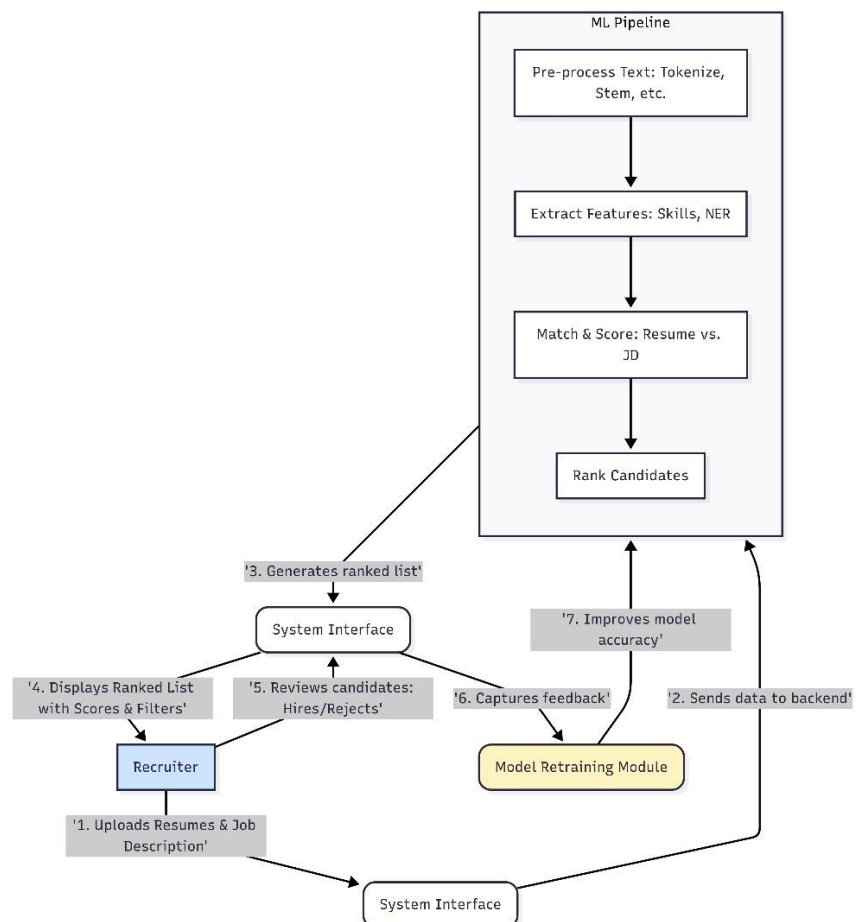 ML Pipeline
Pre-process Text: Tokenize,
Stem, etc.
Extract Features: Skills, NER
Match & Score: Resume vs.
JD
Rank Candidates
'3. Generates ranked list'
System Interface
'7. Improves model
accuracy'
'4. Displays Ranked List
with Scores & Filters'
'5. Reviews candidates:
Hires/Rejects'
'6. Captures feedback'
'2. Sends data to backend'
Recruiter
Model Retraining Module
'1. Uploads Resumes & Job
Description'
System Interface